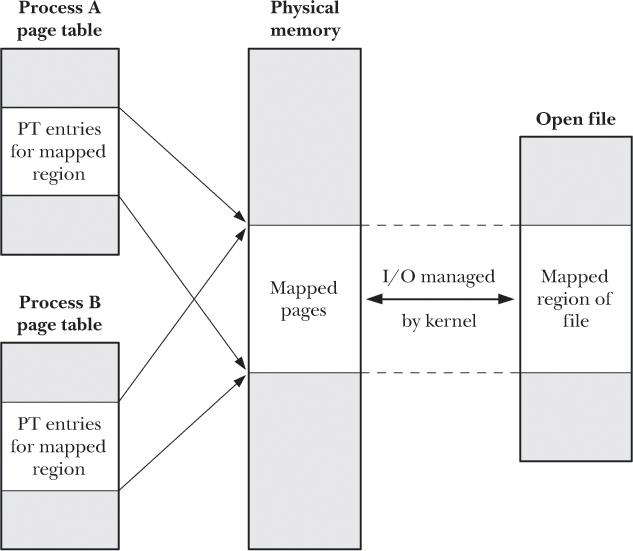 Process A
page table
PT entries
for mapped
region
Process B
page table
PT entries
for mapped
region
Physical
memory
Mapped
pages
I/O managed
by kernel
Open file
Mapped
region of
file